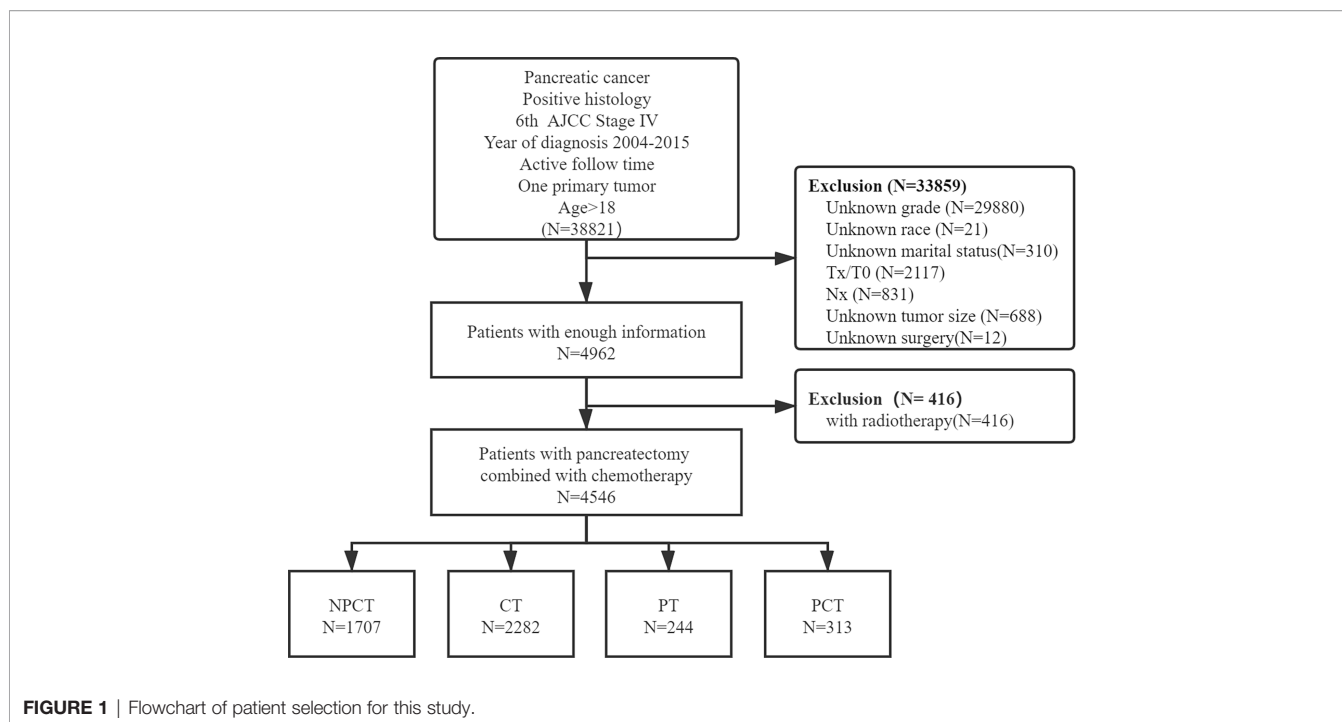 Pancreatic cancer
Positive histology
6th AJCC Stage IV
Year of diagnosis 2004-2015
Active follow time
One primary tumor
Age>18
(N=38821)
Exclusion (N=33859)
Unknown grade (N=29880)
Unknown race (N=21)
Unknown marital status(N=310)
Tx/T0 (N=2117)
Nx (N=831)
Unknown tumor size (N=688)
Unknown surgery(N=12)
Patients with enough information
N=4962
Exclusion (N= 416)
with radiotherapy(N=416)
Patients with pancreatectomy
combined with chemotherapy
N=4546
NPCT
N=1707
CT
N=2282
PT
N=244
PCT
N=313
FIGURE 1 | Flowchart of patient selection for this study.